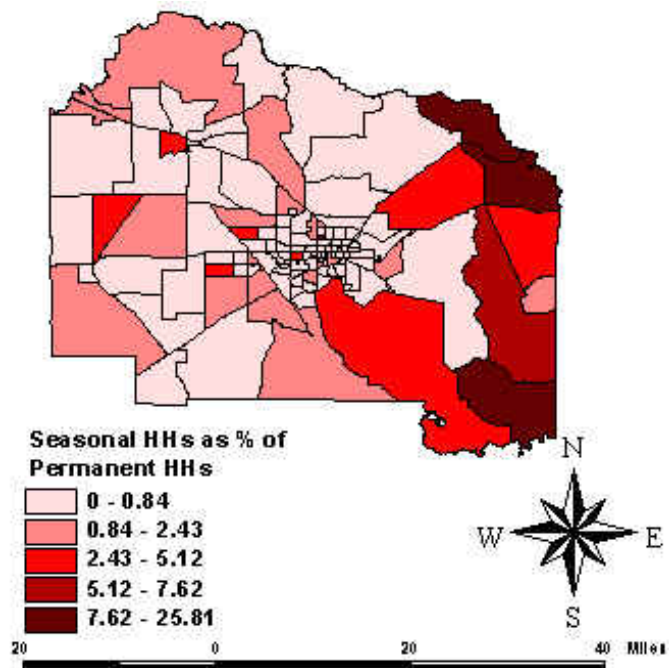 Seasonal HHs as % of
Permanent HHs
0 - 0.84
0.84 - 2.43
2.43 - 5.12
5.12 - 7.62
7.62 - 25.81
N
W E
S
20 0 20 40 Miles